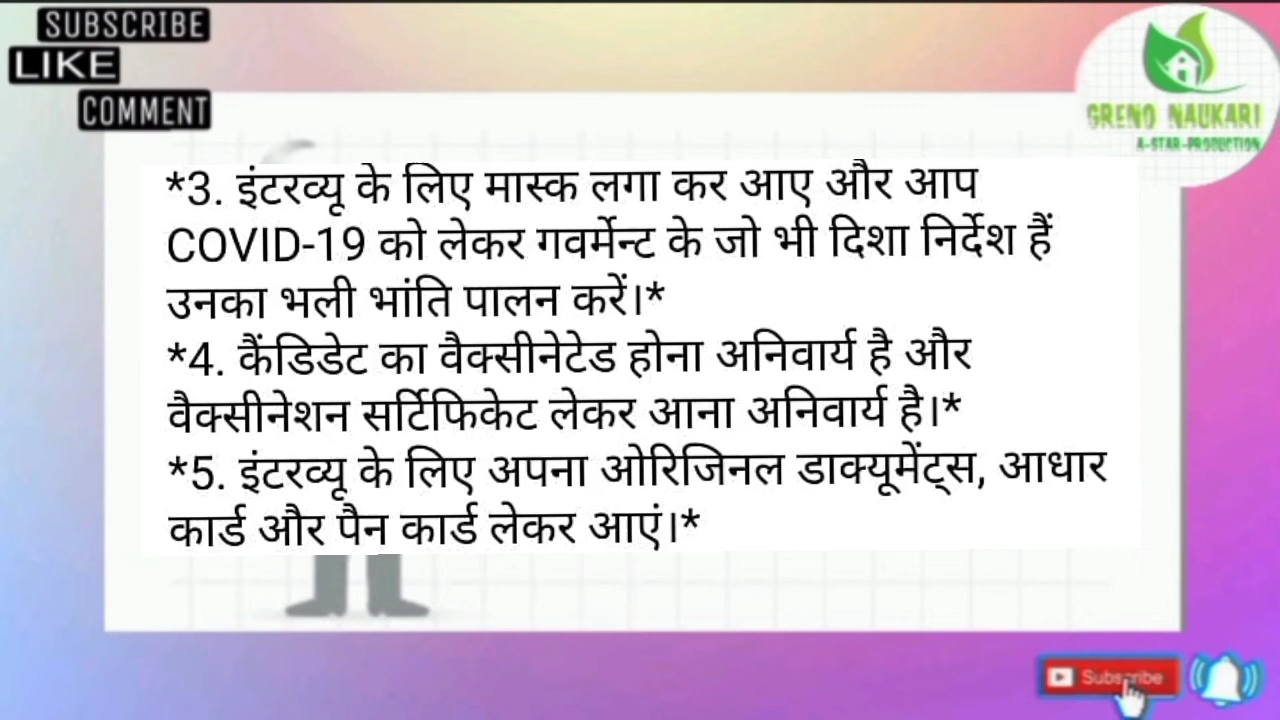 SUBSCRIBE
LIKE
COMMENT
GRENO NAUKARI
A-STAR-PRODUCTION
*3. इंटरव्यू के लिए मास्क लगा कर आए और आप
COVID-19 को लेकर गवर्मेन्ट के जो भी दिशा निर्देश हैं
उनका भली भांति पालन करें।*
*4. कैंडिडेट का वैक्सीनेटेड होना अनिवार्य है और
वैक्सीनेशन सर्टिफिकेट लेकर आना अनिवार्य है।*
*5. इंटरव्यू के लिए अपना ओरिजिनल डाक्यूमेंट्स, आधार
कार्ड और पैन कार्ड लेकर आएं।*
Subscribe